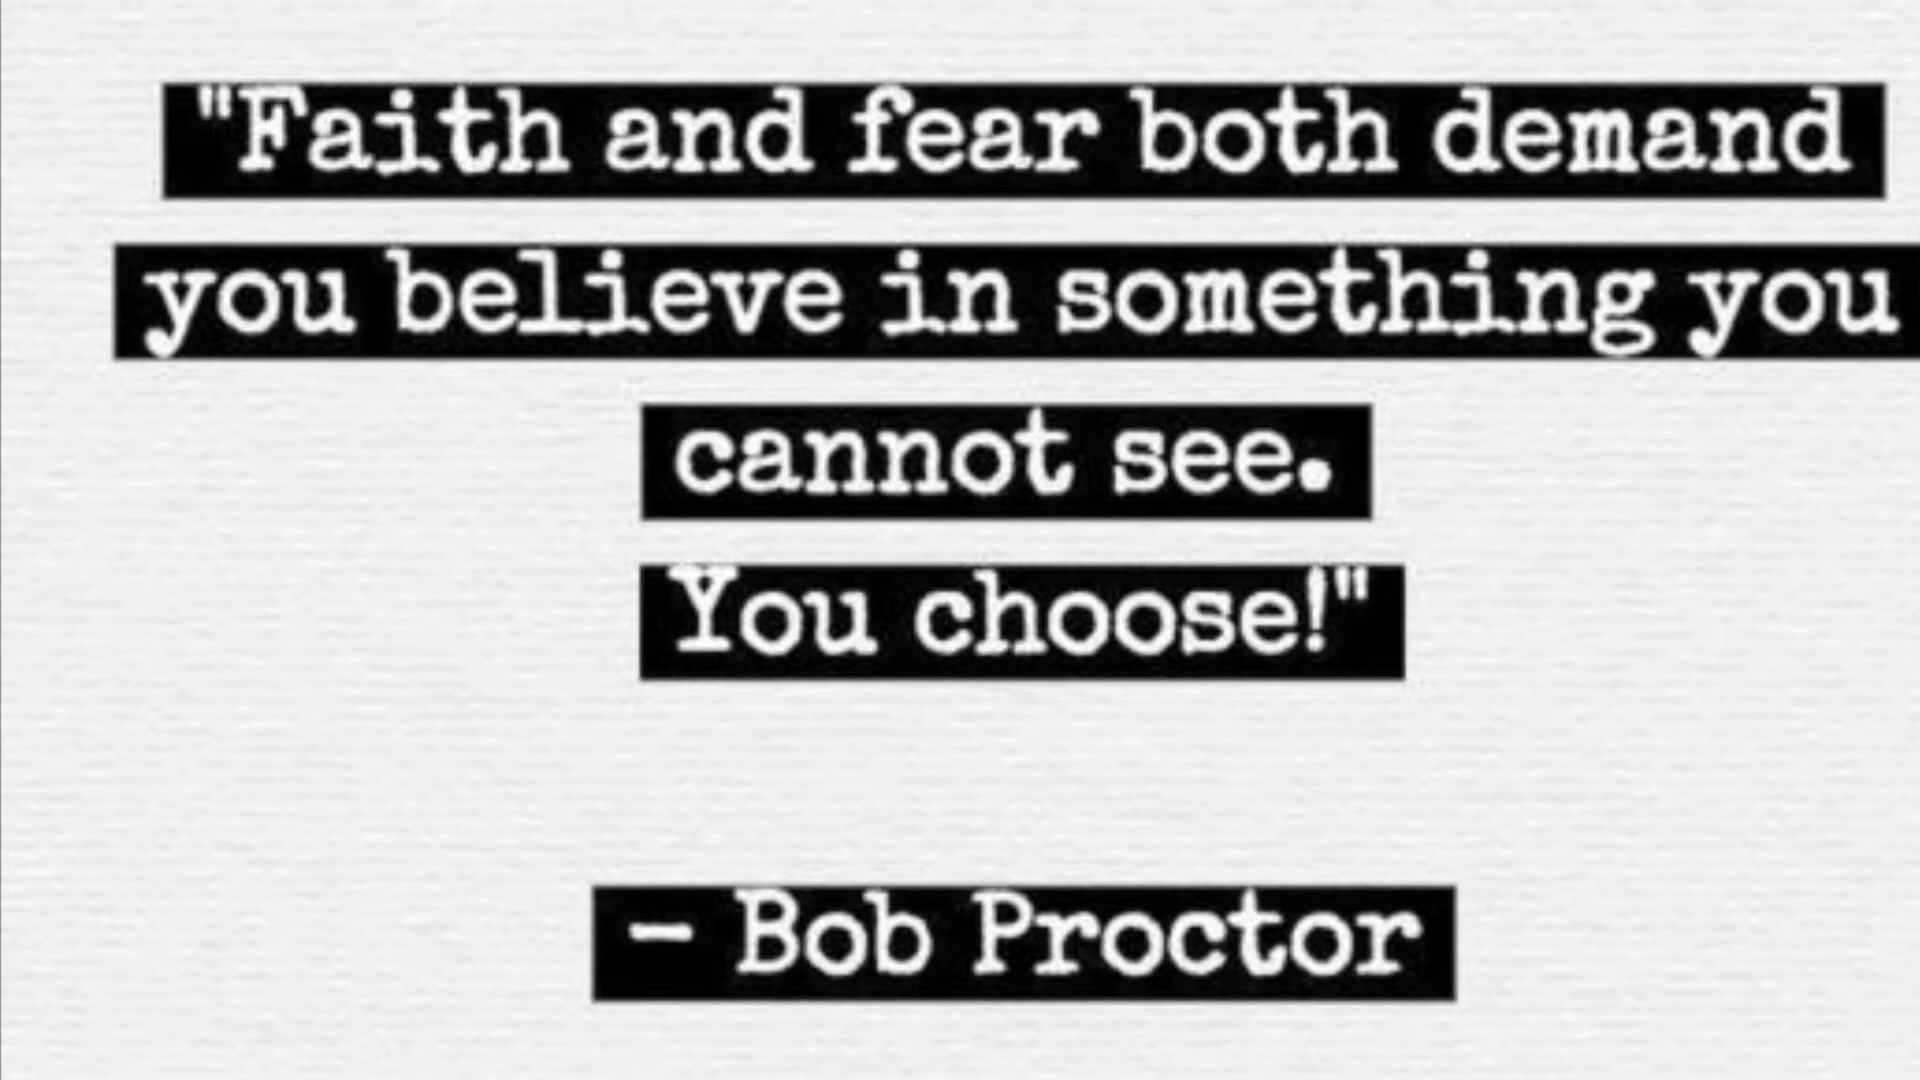 "Faith and fear both demand
you believe in something you
cannot see.
You choose!"
- Bob Proctor